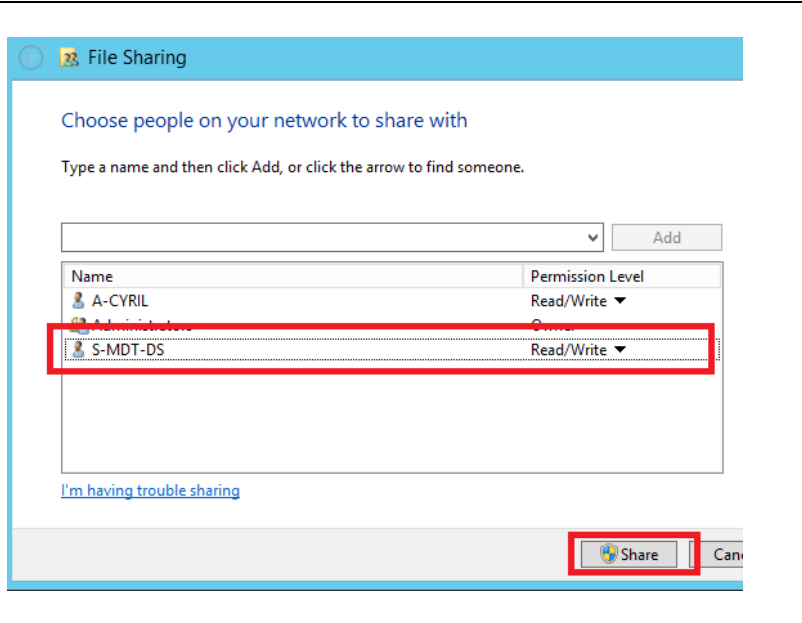 File Sharing
Choose people on your network to share with
Type a name and then click Add, or click the arrow to find someone.
Add
Name Permission Level
A-CYRIL Read/Write
Administrators Owner
S-MDT-DS Read/Write
I'm having trouble sharing
Share